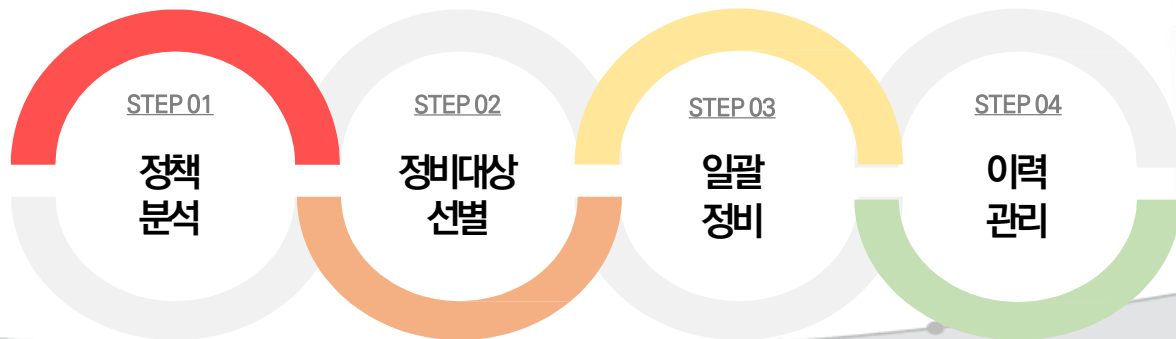 STEP 01
정책
분석
STEP 02
정비대상
선별
STEP 03
일괄
정비
STEP 04
이력
관리